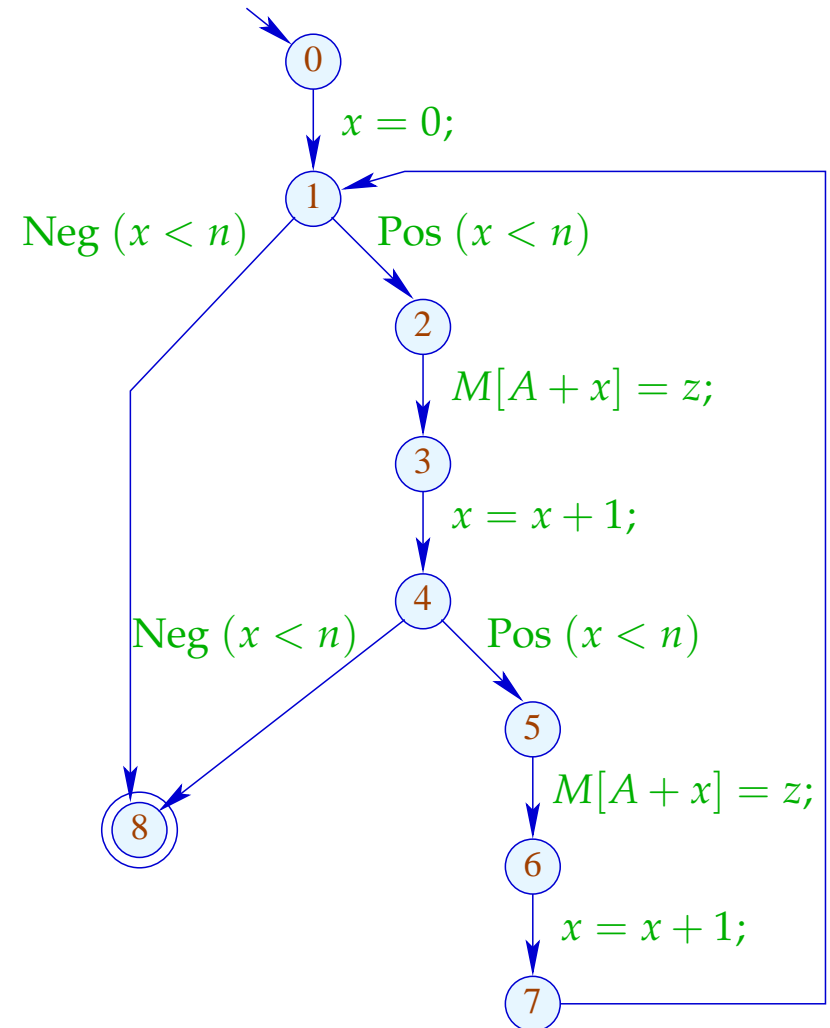 0
x = 0;
1
Neg (x < n)
Pos (x < n)
2
M[A + x] = z;
3
x = x + 1;
4
Neg (x < n)
Pos (x < n)
5
M[A + x] = z;
8
6
x = x + 1;
7